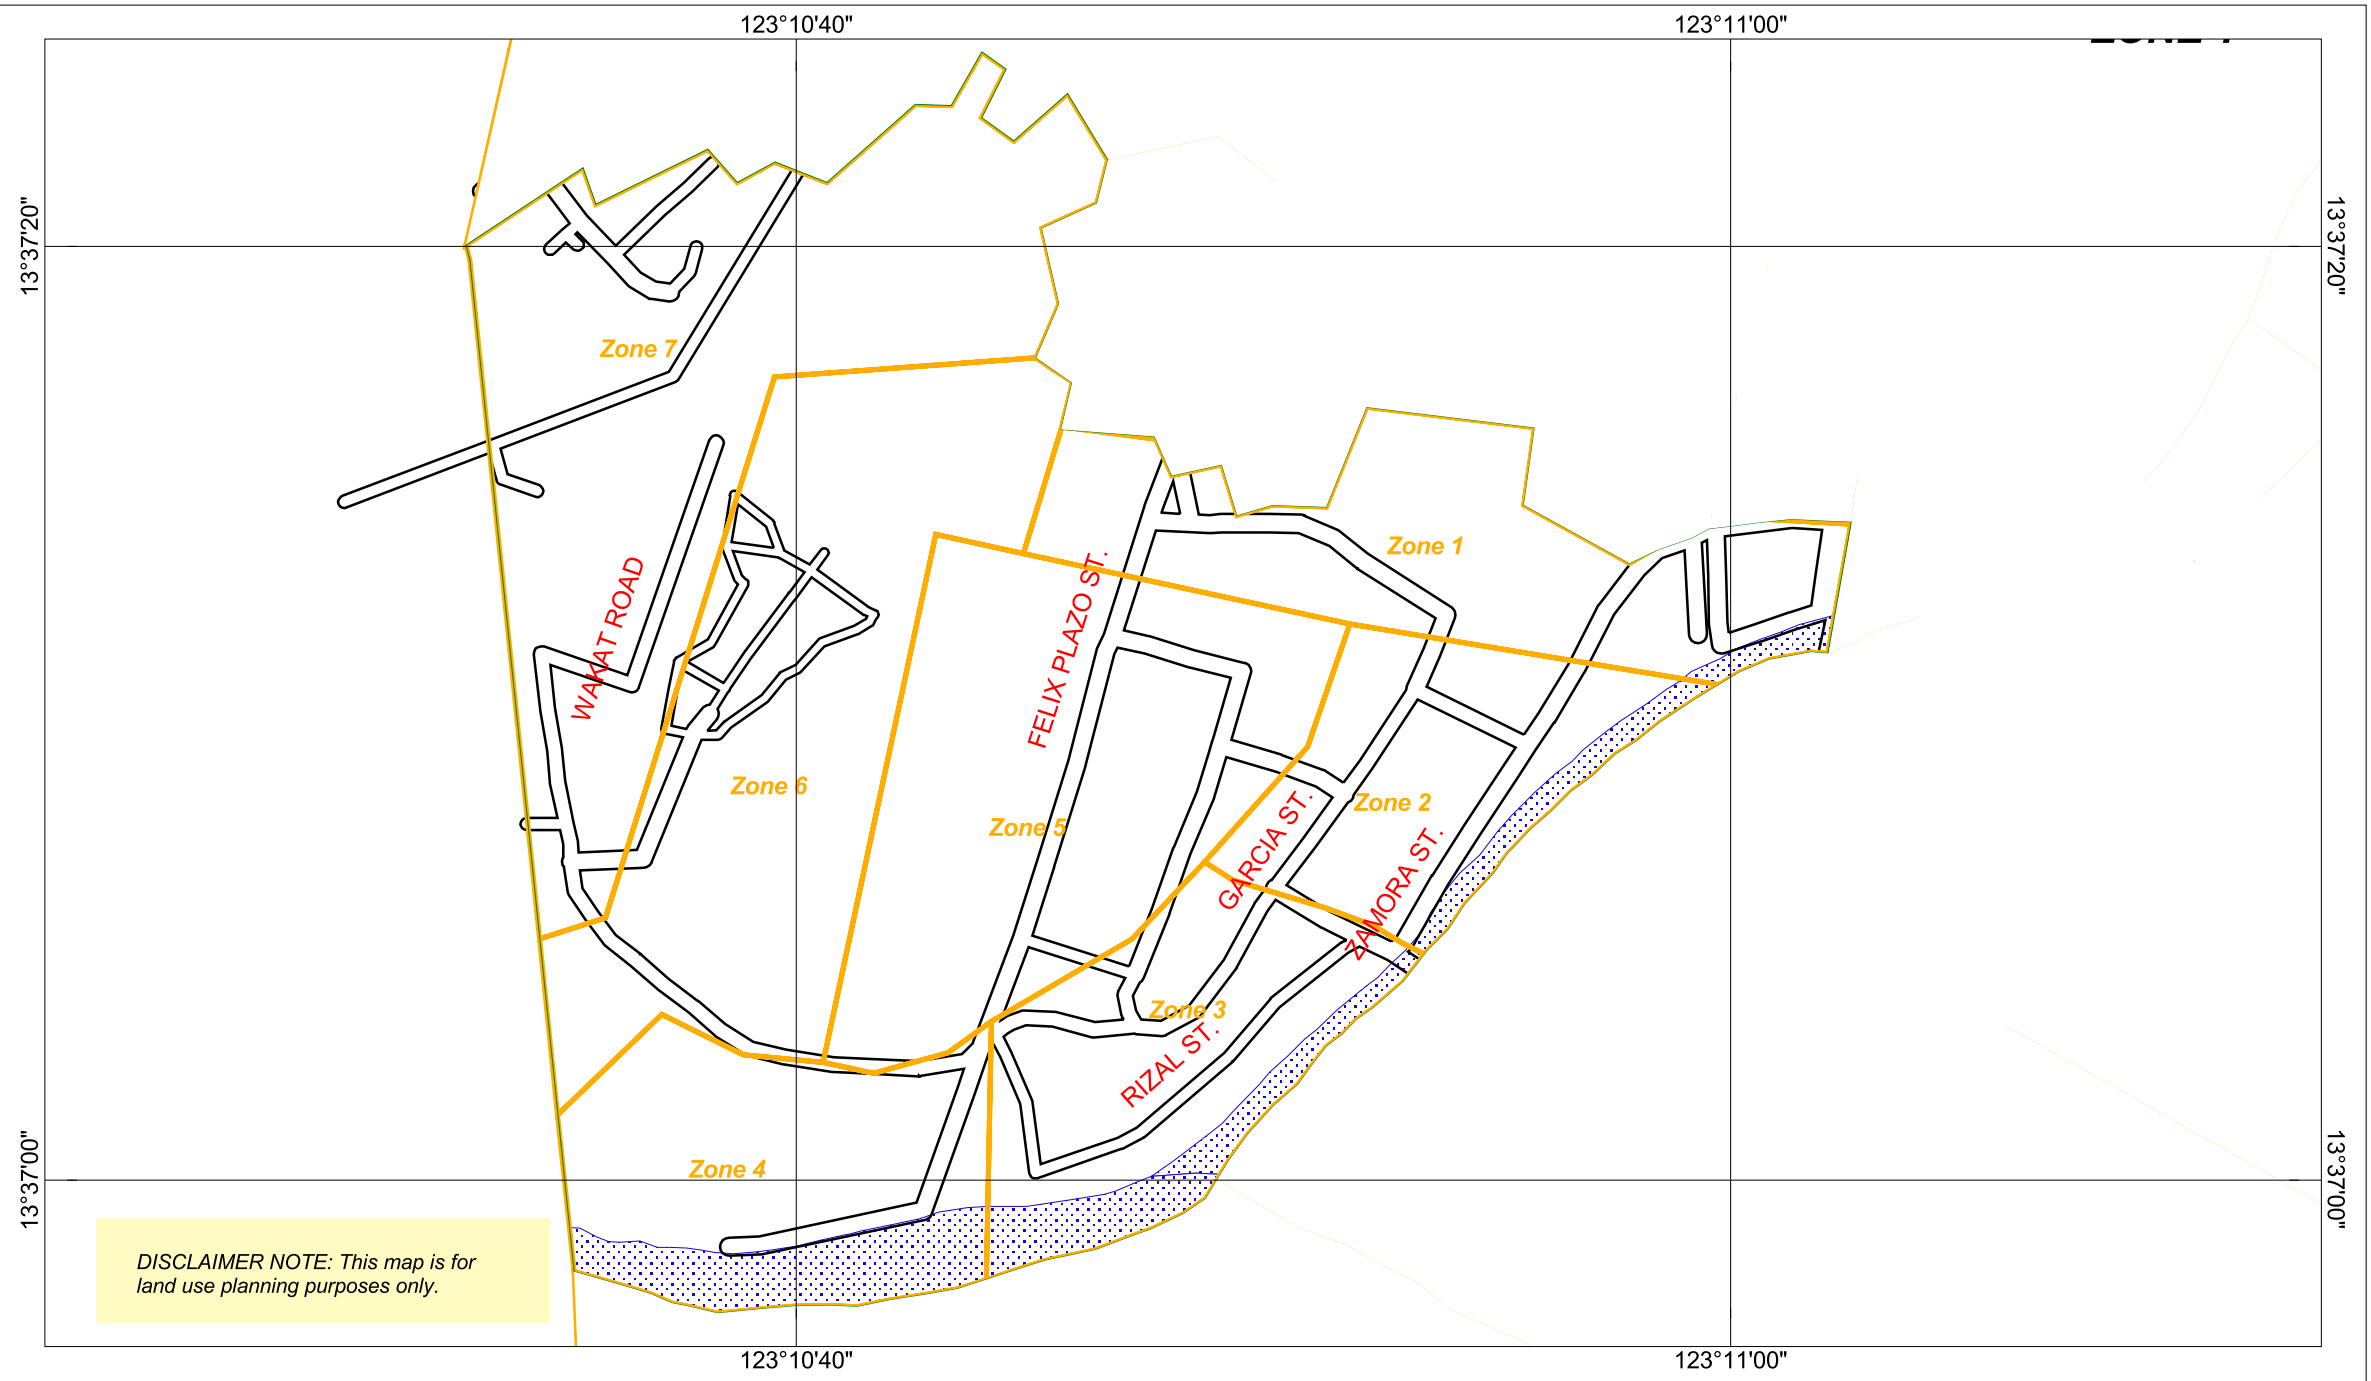 123°10'40"
123°11'00"
13°37'20"
13°37'20"
Zone 7
Zone 1
WAKAT ROAD
FELIX PLAZO ST.
Zone 6
Zone 5
Zone 2
GARCIA ST.
ZAMORA ST.
Zone 3
RIZAL ST.
Zone 4
13°37'00"
13°37'00"
DISCLAIMER NOTE: This map is for
land use planning purposes only.
123°10'40"
123°11'00"